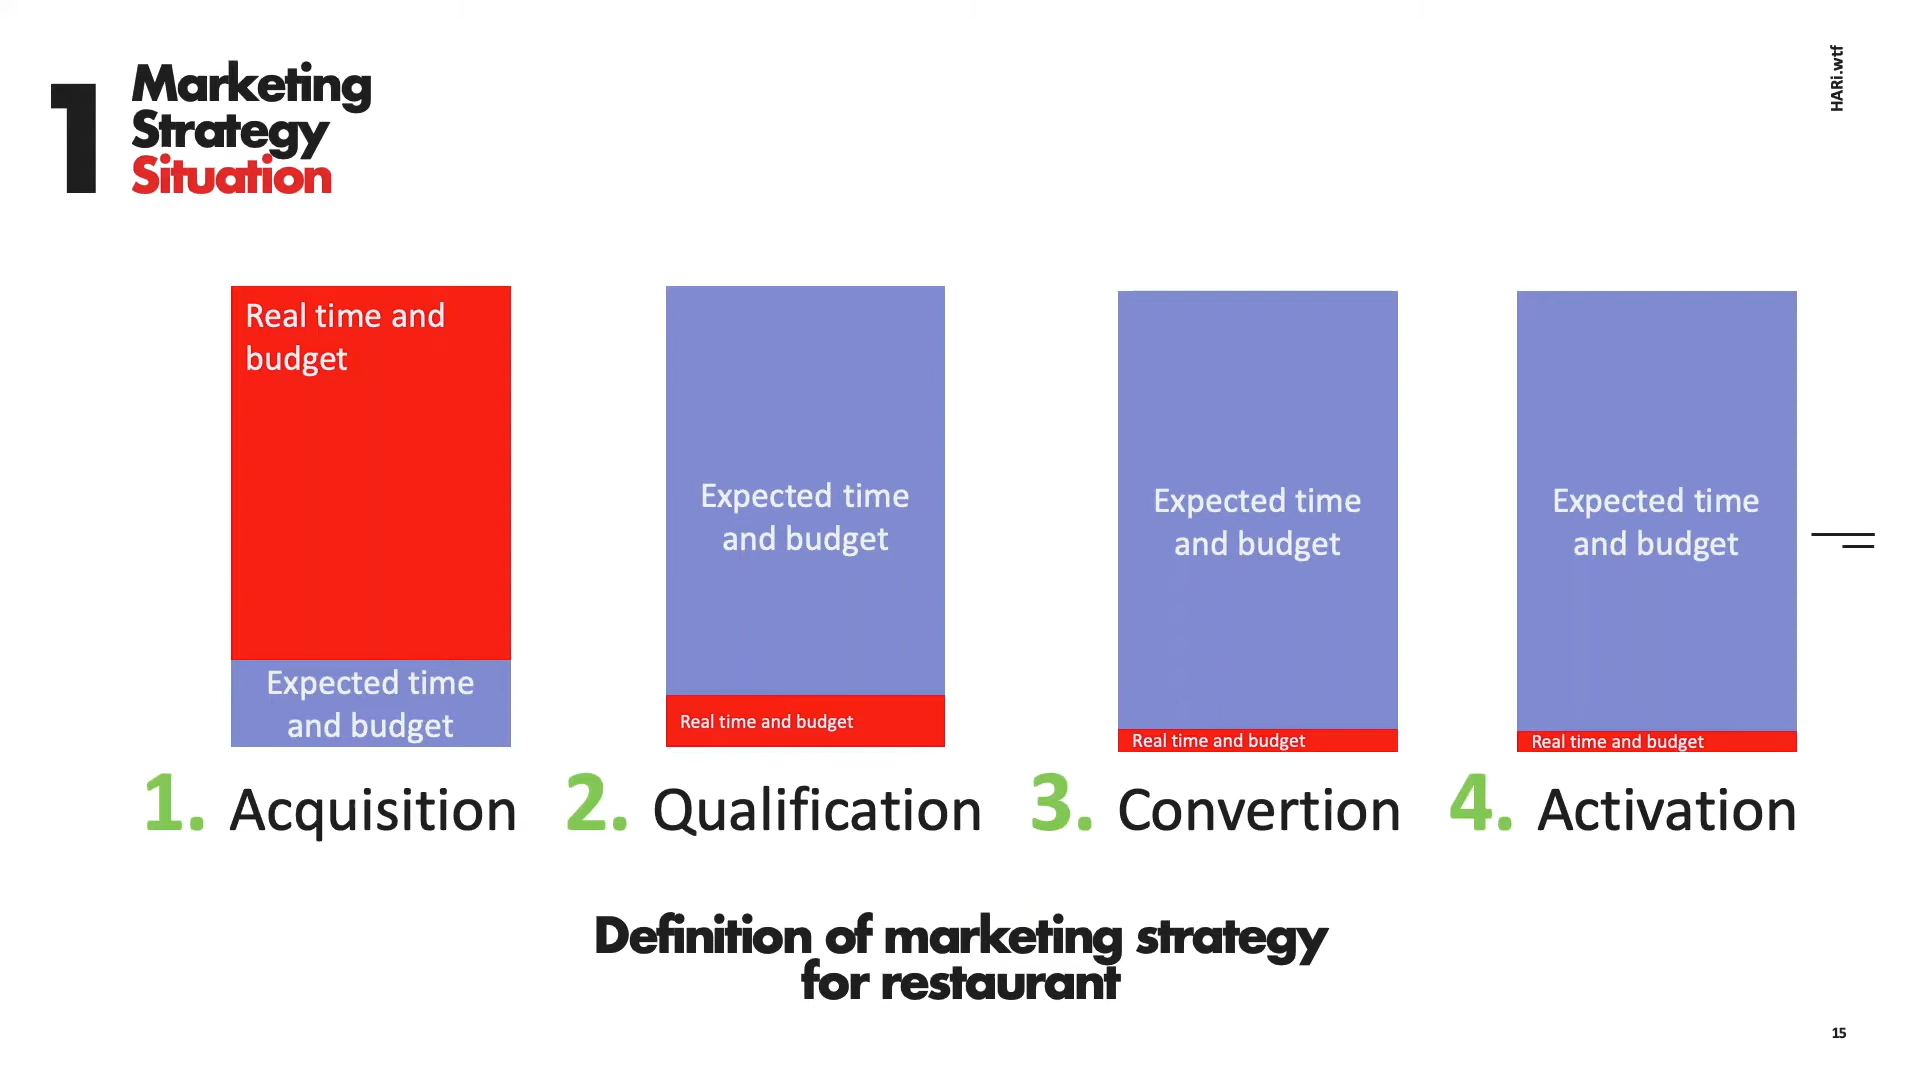 1
Marketing
Strategy
Situation
HARi.wtf
Real time and
budget
Expected time
and budget
Expected time
and budget
Real time and budget
Expected time
and budget
Real time and budget
Expected time
and budget
Real time and budget
1. Acquisition
2. Qualification
3. Convertion
4. Activation
Definition of marketing strategy
for restaurant
15